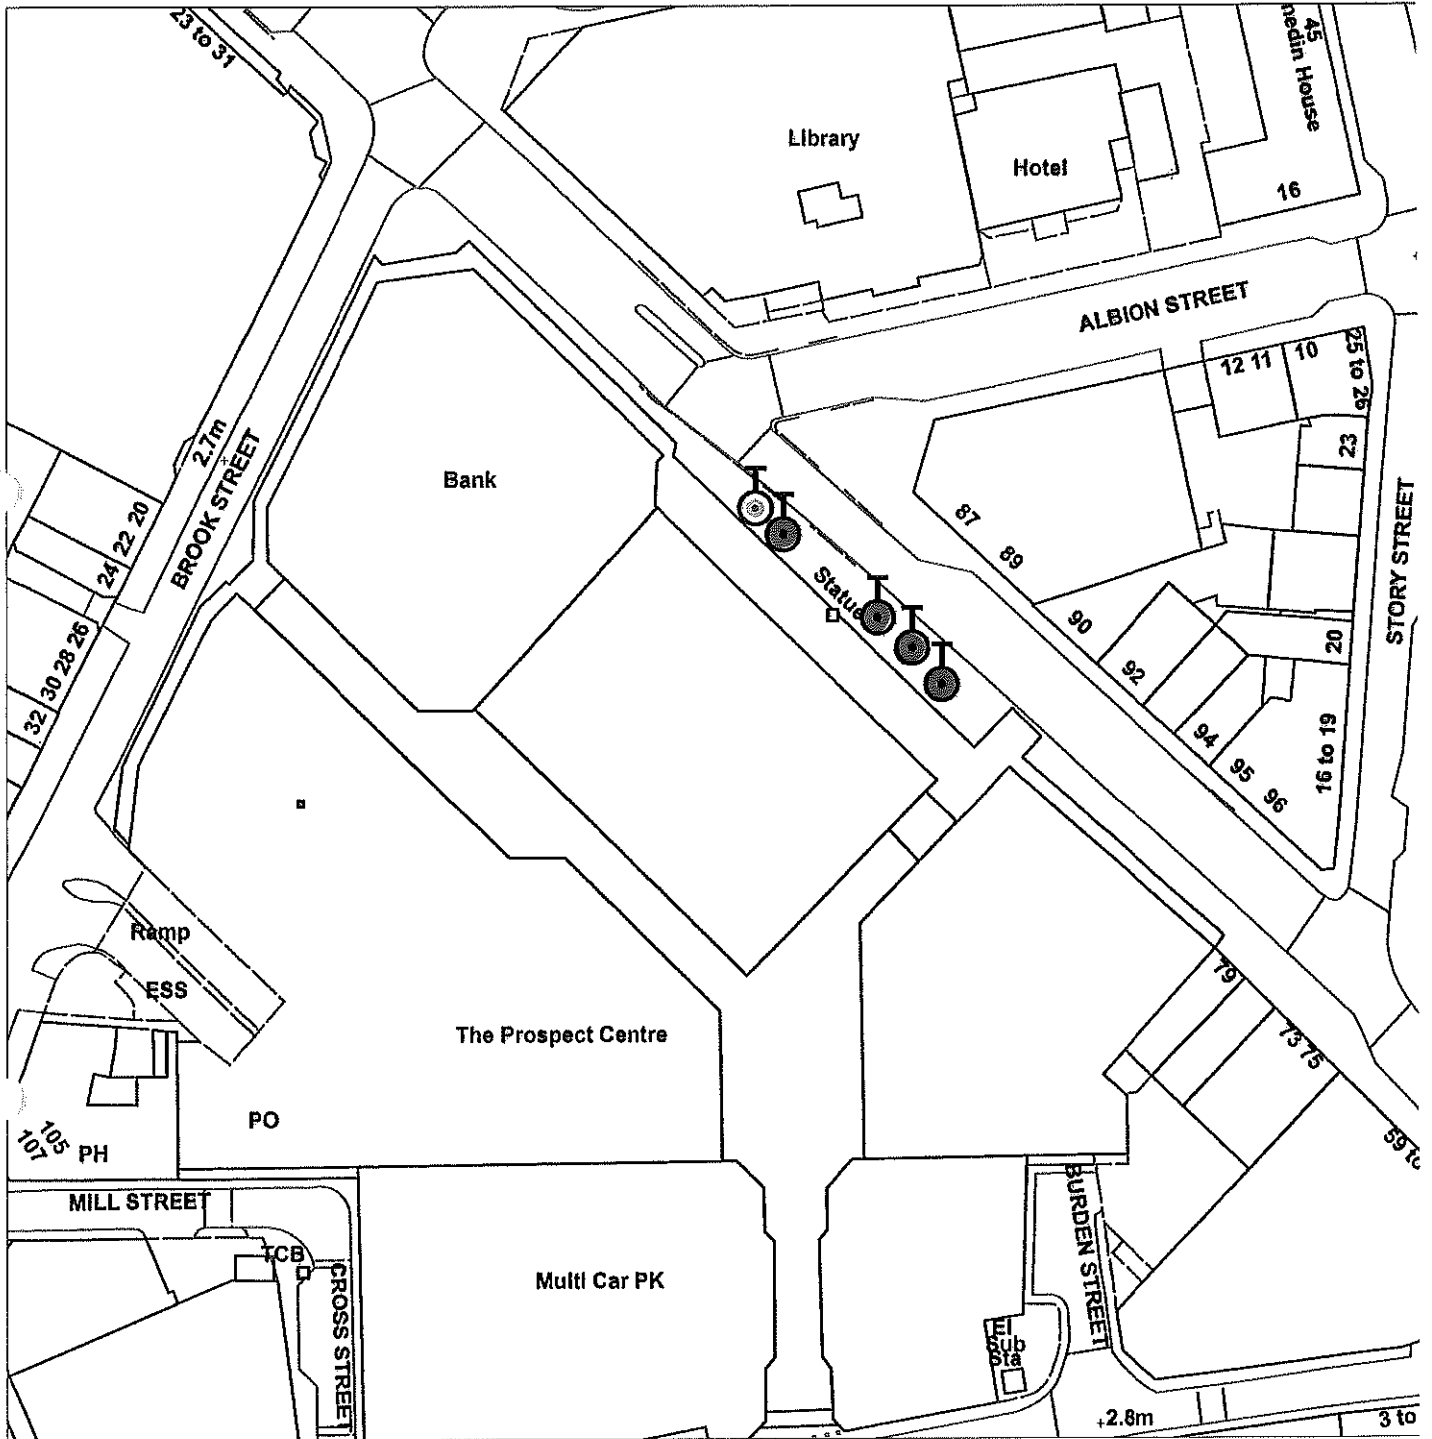 23 to 31
45
nedin House
Library
Hotel
16
ALBION STREET
12 11
10
25 to 26
23
2.7m
BROOK STREET
Bank
20
22
24
87
89
STORY STREET
Statue
90
92
20
26
28
30
32
94
95
96
16 to 19
Ramp
ESS
79
The Prospect Centre
73 75
PO
105
107
PH
59 to
MILL STREET
BURDEN STREET
TCB
CROSS STREET
Multi Car PK
El
Sub
Sta
+2.8m
3 to